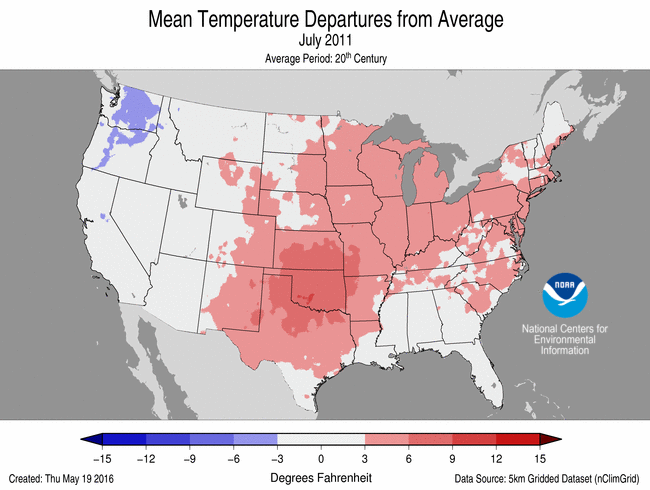 Mean Temperature Departures from Average
July 2011
Average Period: 20th Century
NOAA
National Centers for
Environmental
Information
−15 −12 −9 −6 −3 0 3 6 9 12 15
Created: Thu May 19 2016
Degrees Fahrenheit
Data Source: 5km Gridded Dataset (nClimGrid)